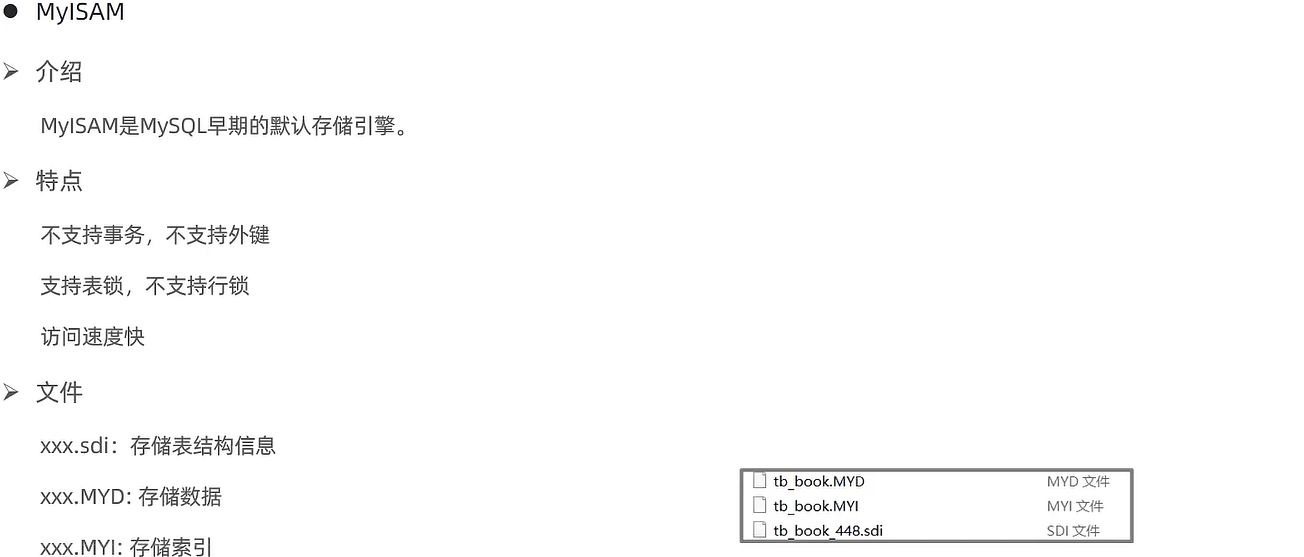 MyISAM
介绍
MyISAM是MySQL早期的默认存储引擎。
特点
不支持事务，不支持外键
支持表锁，不支持行锁
访问速度快
文件
xxx.sdi：存储表结构信息
xxx.MYD: 存储数据
xxx.MYI: 存储索引
tb_book.MYD MYD 文件
tb_book.MYI MYI 文件
tb_book_448.sdi SDI 文件